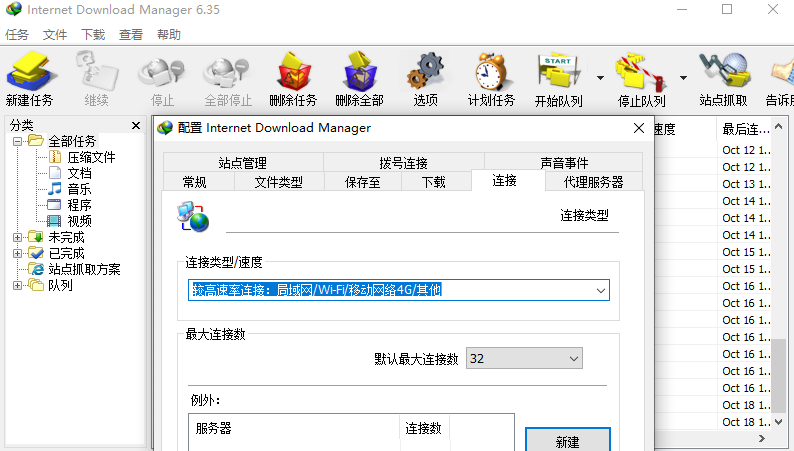 Internet Download Manager 6.35
任务 文件 下载 查看 帮助
START
新建任务 继续 停止 全部停止 删除任务 删除全部 选项 计划任务 开始队列 停止队列 站点抓取 告诉
分类
全部任务
压缩文件
文档
音乐
程序
视频
未完成
已完成
站点抓取方案
队列
配置 Internet Download Manager
站点管理 拨号连接 声音事件
常规 文件类型 保存至 下载 连接 代理服务器
连接类型
连接类型/速度
较高速率连接：局域网/Wi-Fi/移动网络4G/其他
最大连接数
默认最大连接数 32
例外：
服务器 连接数
新建
速度 最后连...
Oct 12 1...
Oct 12 1...
Oct 13 1...
Oct 14 1...
Oct 14 1...
Oct 14 1...
Oct 15 1...
Oct 15 1...
Oct 16 1...
Oct 16 1...
Oct 16 1...
Oct 16 1...
Oct 16 1...
Oct 16 1...
Oct 16 1...
Oct 18 1...
Oct 18 1...